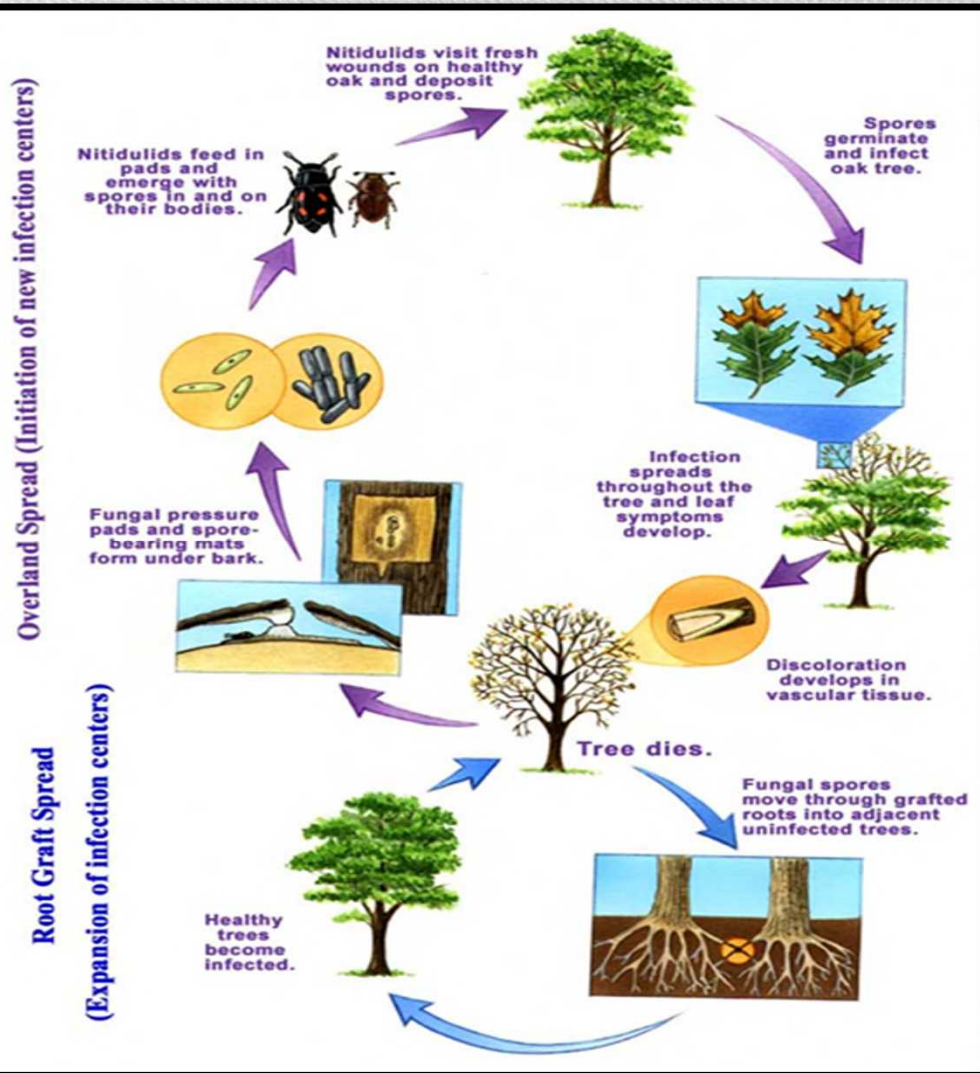 Nitidulids visit fresh
wounds on healthy
oak and deposit
spores.
Spores
germinate
and infect
oak tree.
Nitidulids feed in
pads and
emerge with
spores in and on
their bodies.
Overland Spread (Initiation of new infection centers)
Infection
spreads
throughout the
tree and leaf
symptoms
develop.
Fungal pressure
pads and spore-
bearing mats
form under bark.
Discoloration
develops in
vascular tissue.
Tree dies.
Root Graft Spread
(Expansion of infection centers)
Fungal spores
move through grafted
roots into adjacent
uninfected trees.
Healthy
trees
become
infected.